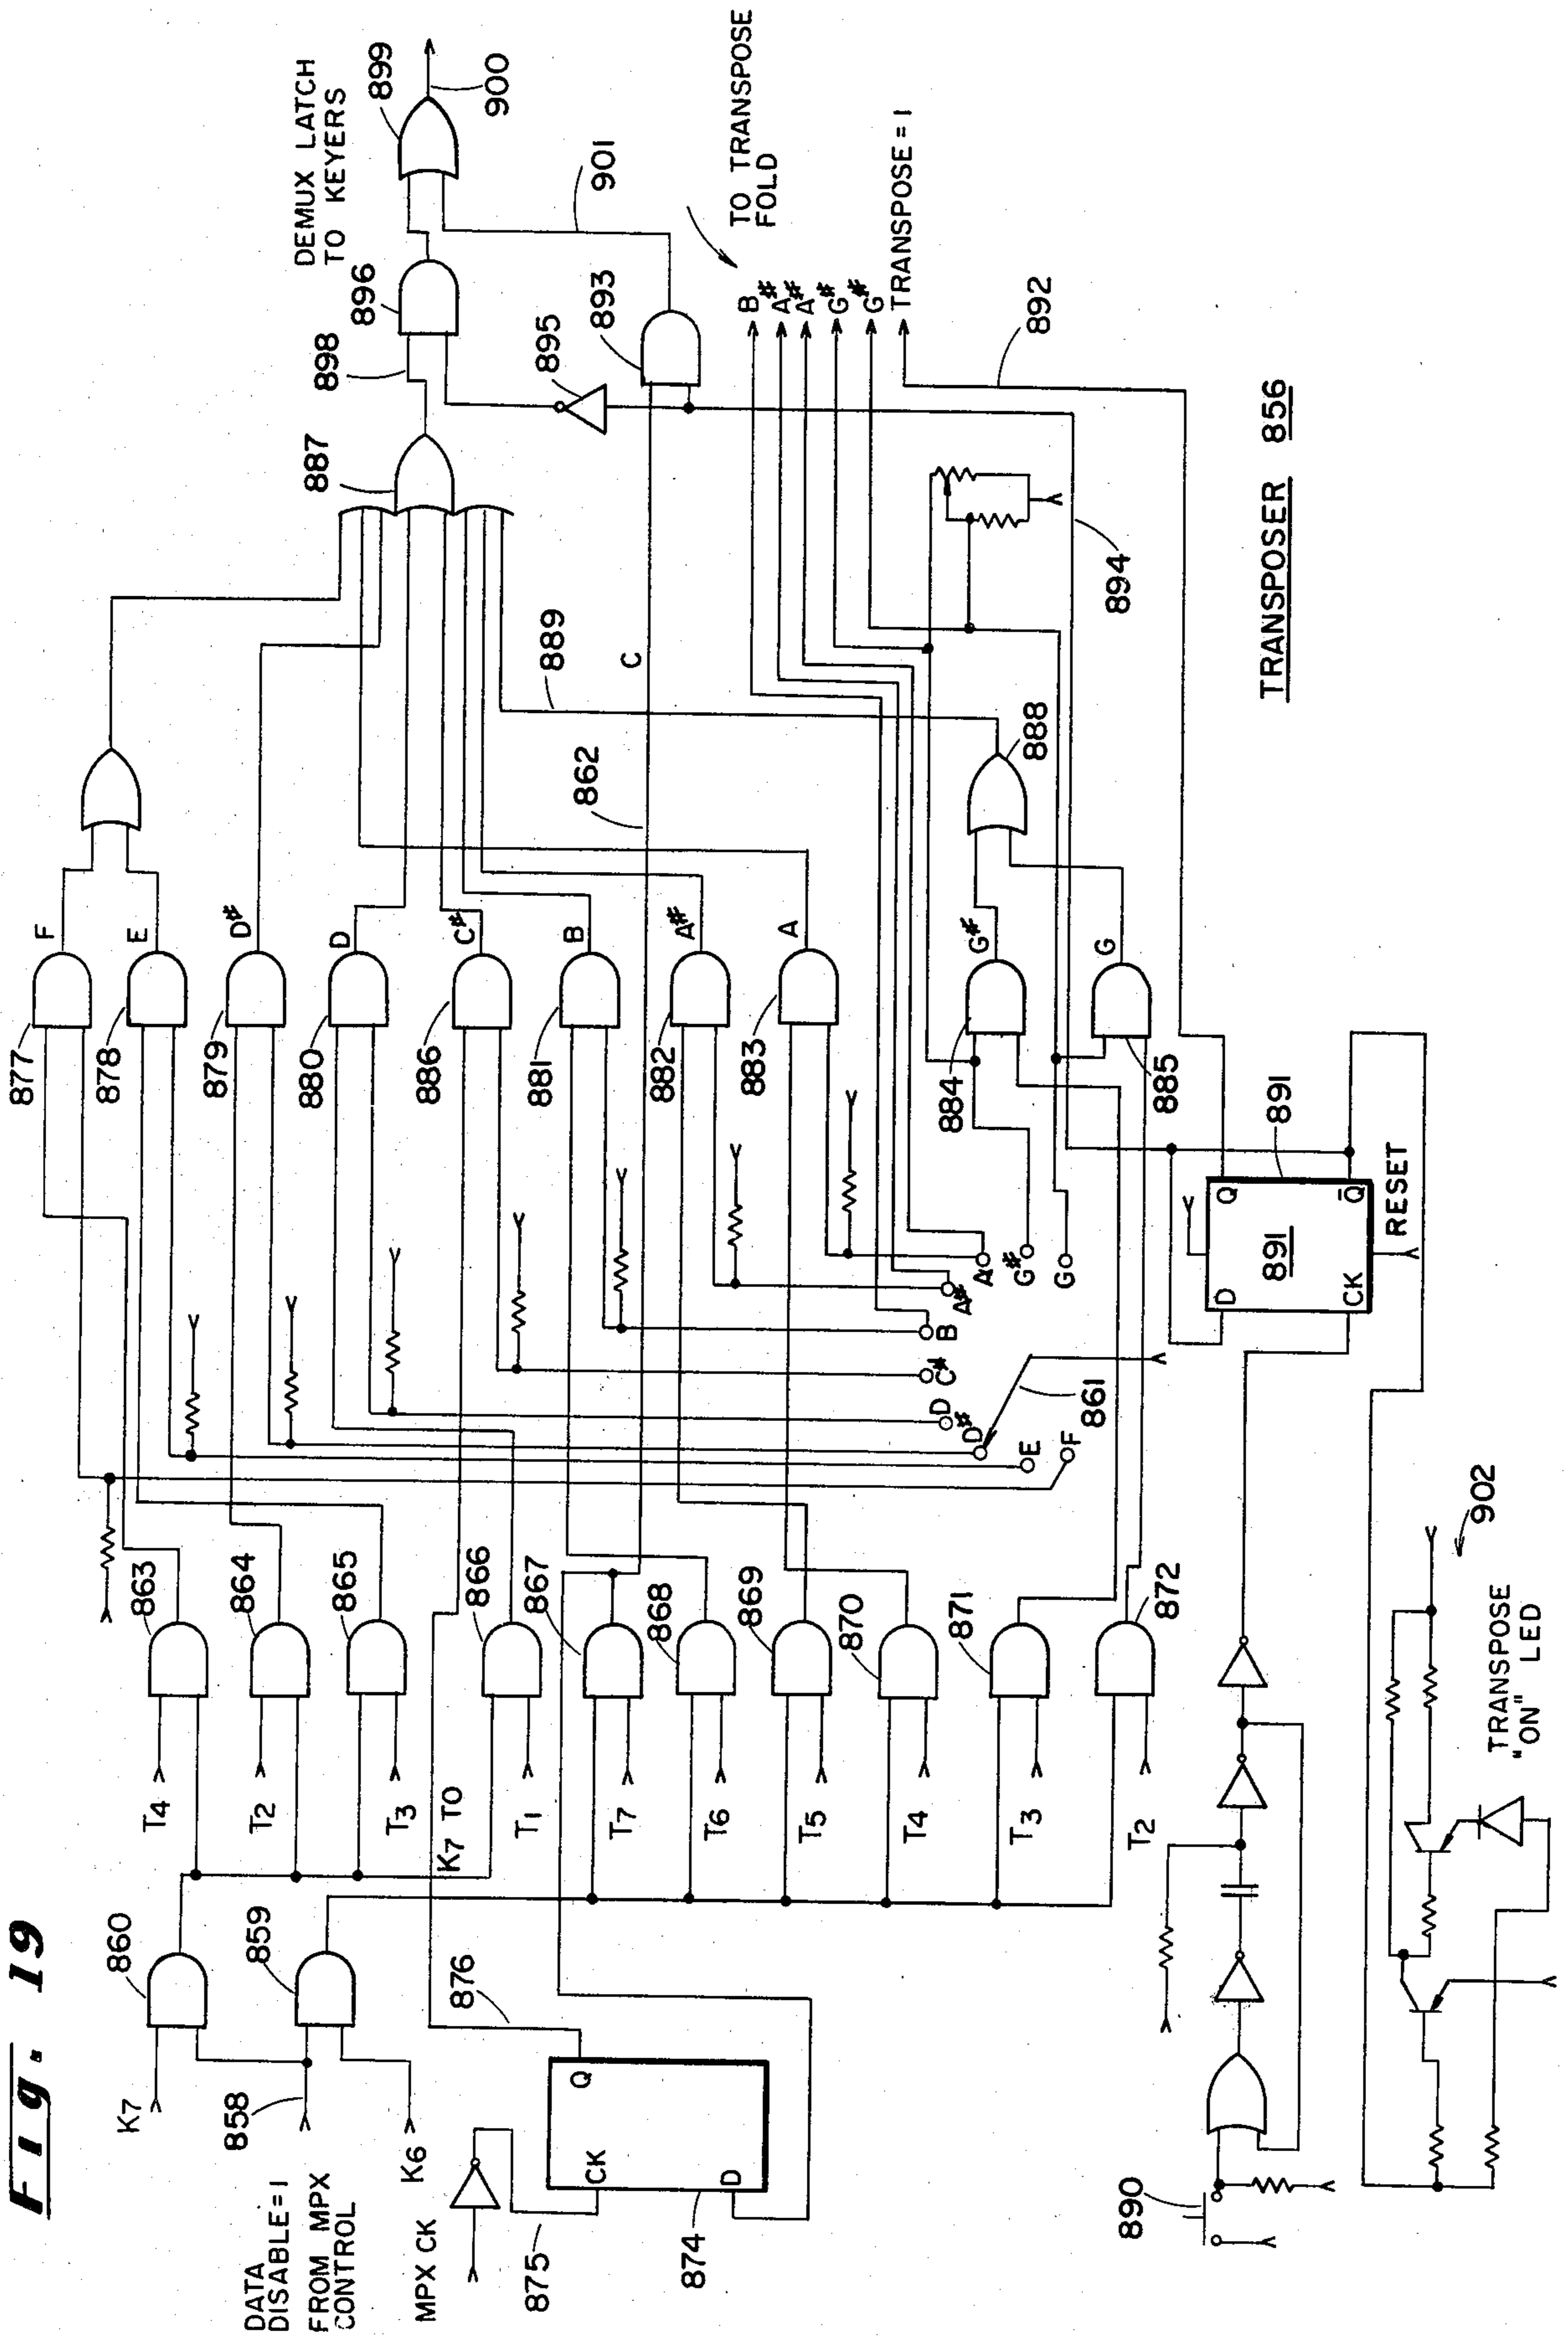 Fig. 19
K7
860
858
859
DATA
DISABLE=1
FROM MPX
CONTROL
K6
MPX CK
875
CK
Q
D
874
876
K7 TO
T4
T2
T3
T1
T7
T6
T5
T4
T3
T2
863
864
865
866
867
868
869
870
871
872
F
E
D#
D
C#
B
A#
A
G#
G
861
877
878
879
880
886
881
882
883
884
885
F
E
D#
D
C#
B
A#
A
G#
G
862
C
888
889
887
898
896
895
893
DEMUX LATCH
TO KEYERS
899
900
901
TO TRANSPOSE
FOLD
B
A#
A#
G#
G#
TRANSPOSE=1
892
894
890
D
Q
891
CK
Q̄
891
RESET
902
TRANSPOSE
"ON" LED
TRANSPOSER 856